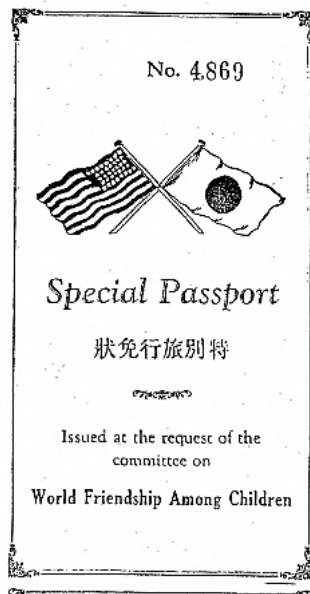 No. 4,869
Special Passport
特別旅行免狀
Issued at the request of the
committee on
World Friendship Among Children